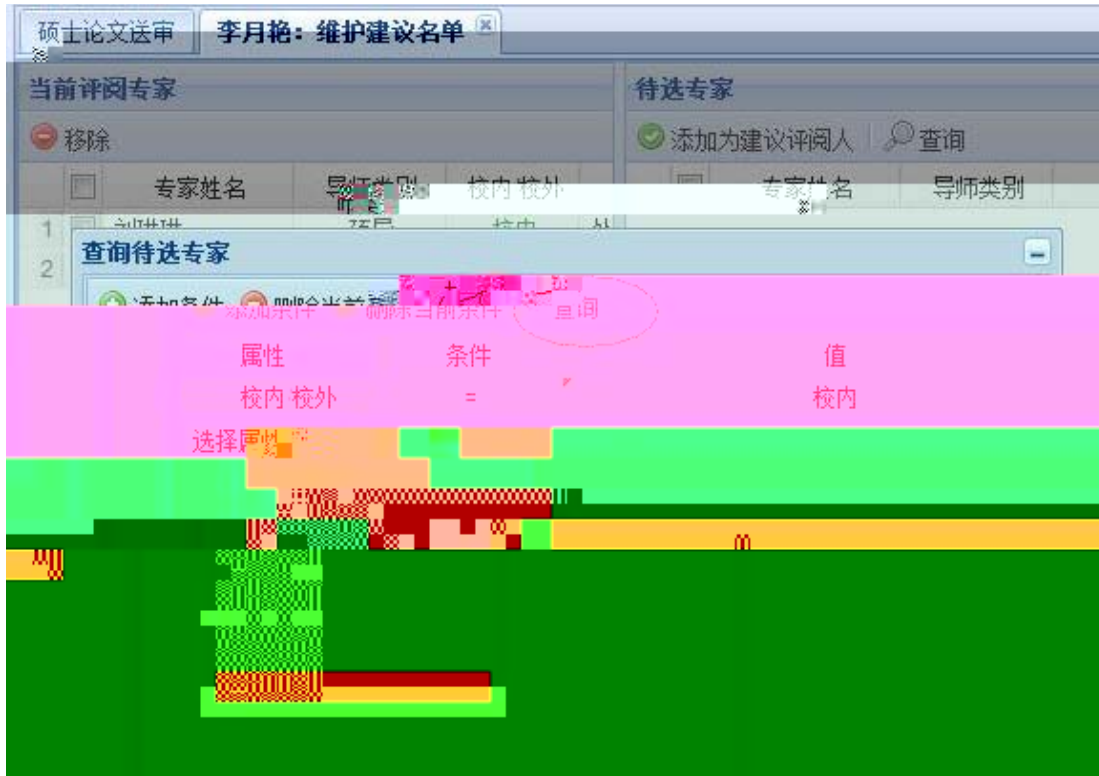 硕士论文送审 李月艳：维护建议名单
当前评阅专家 待选专家
移除 添加为建议评阅人 查询
专家姓名 导师类别 校内 校外 专家姓名 导师类别
1 校内
2 查询待选专家
添加条件 删除当前条件 查询
属性 条件 值
校内 校外 = 校内
选择属性